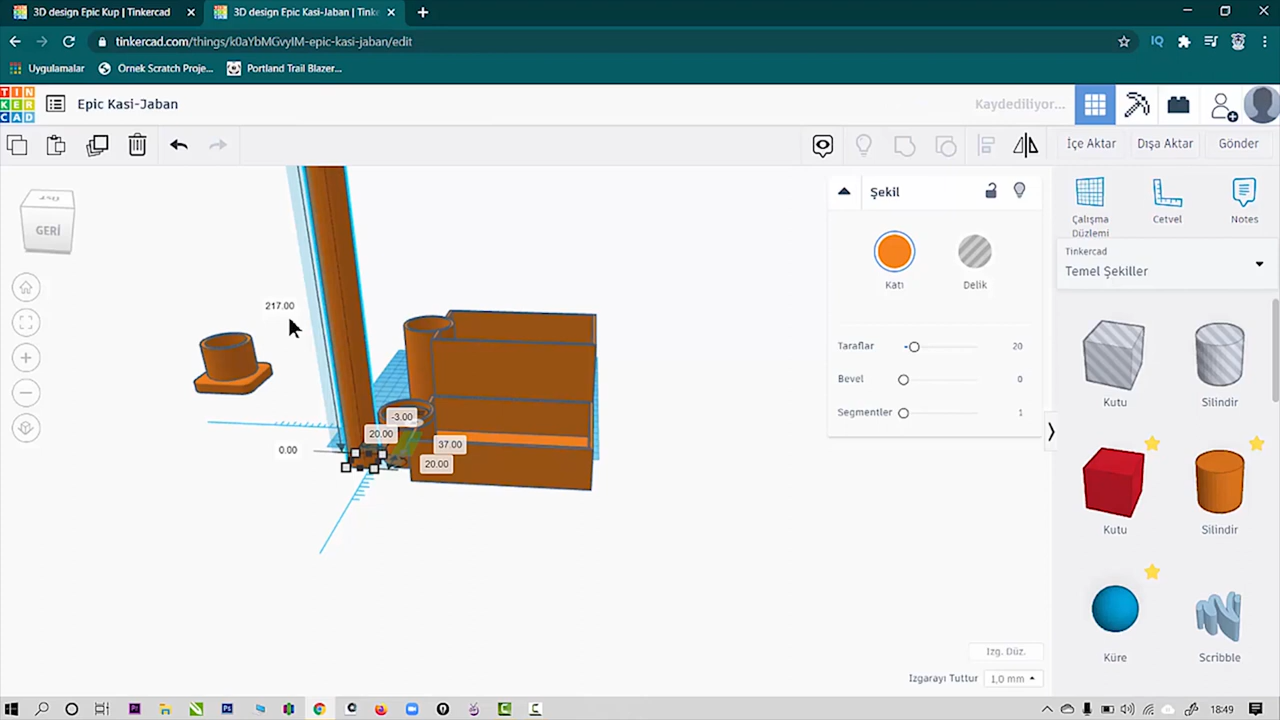 3D design Epic Kup | Tinkercad
3D design Epic Kasi-Jaban | Tink
tinkercad.com/things/k0aYbMGvyIM-epic-kasi-jaban/edit
Uygulamalar
Örnek Scratch Proje...
Portland Trail Blazer...
TIN
KER
CAD
Epic Kasi-Jaban
Kaydediliyor...
İçe Aktar
Dışa Aktar
Gönder
GERİ
Şekil
Katı
Delik
Taraflar
20
Bevel
0
Segmentler
1
Çalışma
Düzlemi
Cetvel
Notes
Tinkercad
Temel Şekiller
Kutu
Silindir
Kutu
Silindir
Küre
Scribble
217.00
-3.00
20.00
37.00
0.00
20.00
Izg. Düz.
Izgarayı Tuttur
1,0 mm
18:49